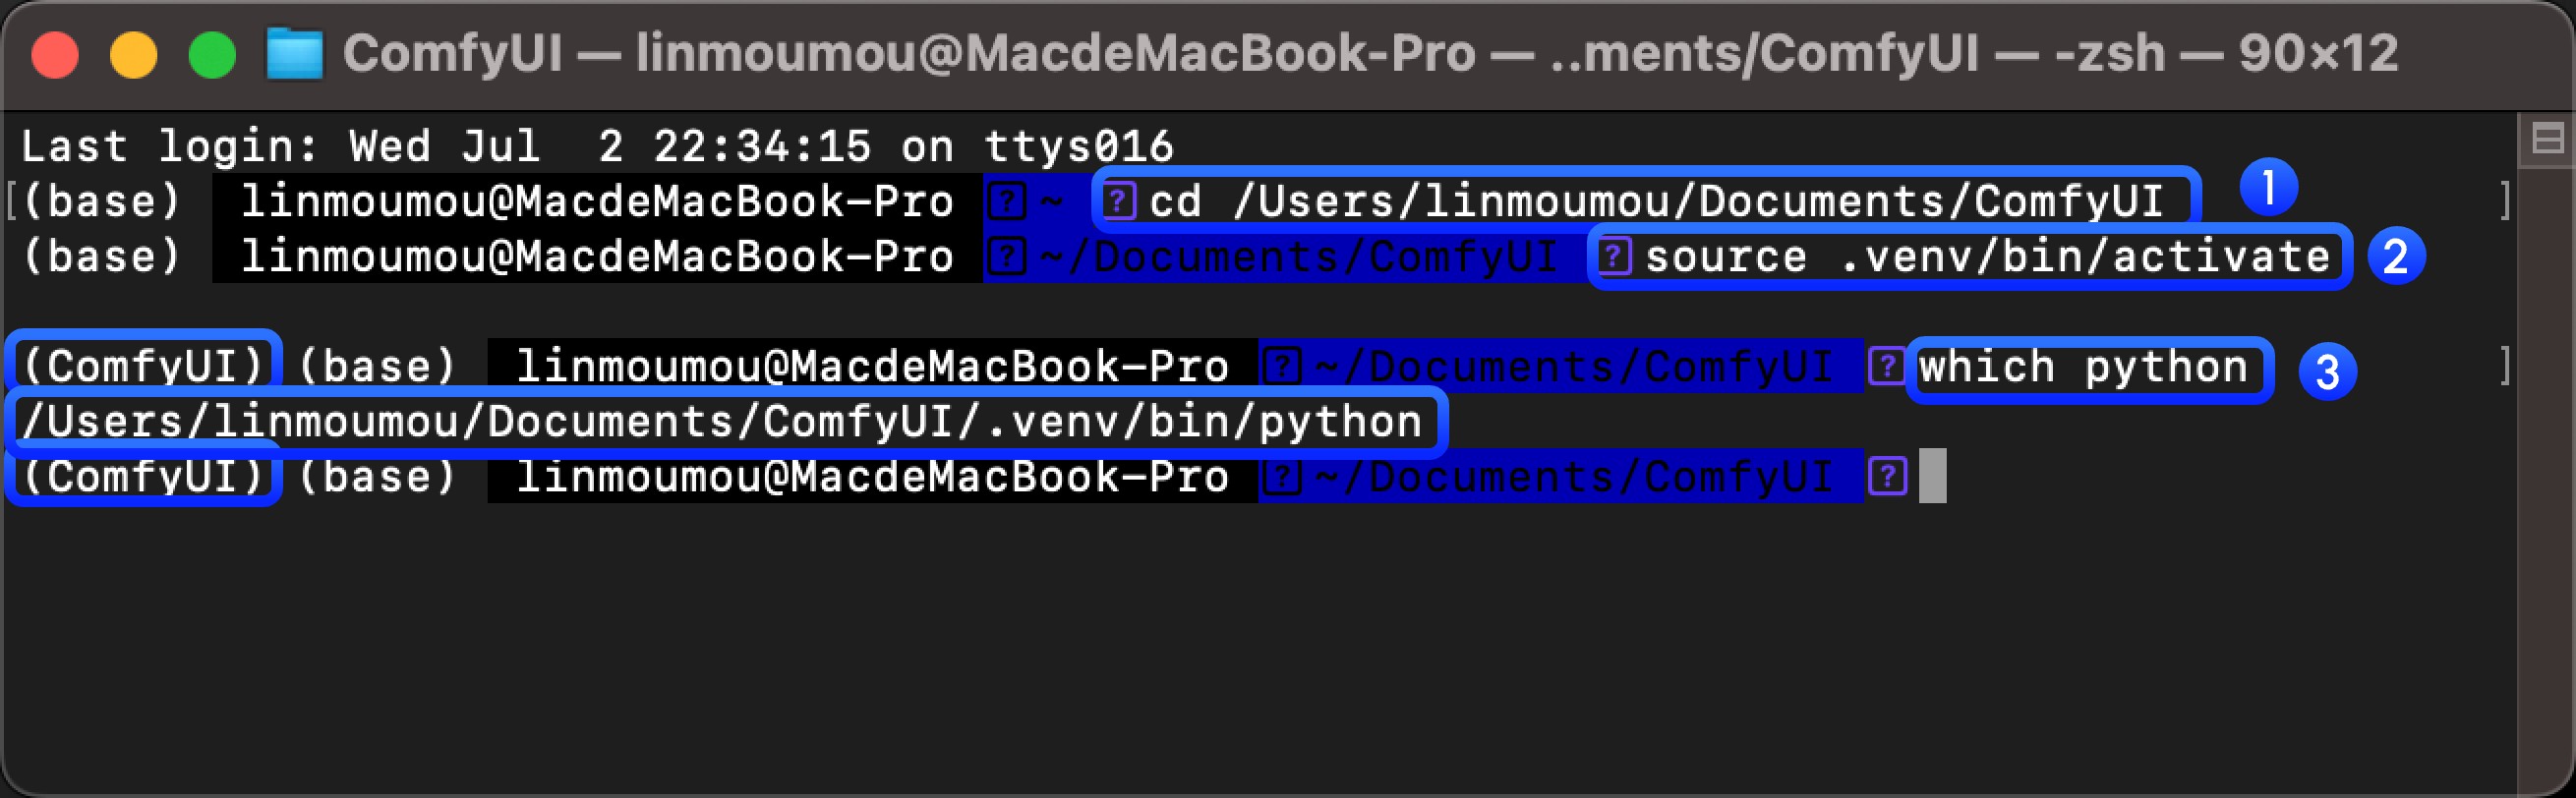 ComfyUI — linmoumou@MacdeMacBook-Pro — ..ments/ComfyUI — -zsh — 90×12
Last login: Wed Jul  2 22:34:15 on ttys016
[(base)  linmoumou@MacdeMacBook-Pro ? ~ ? cd /Users/linmoumou/Documents/ComfyUI 1 ]
(base)  linmoumou@MacdeMacBook-Pro ? ~/Documents/ComfyUI ? source .venv/bin/activate 2
(ComfyUI) (base)  linmoumou@MacdeMacBook-Pro ? ~/Documents/ComfyUI ? which python 3 ]
/Users/linmoumou/Documents/ComfyUI/.venv/bin/python
(ComfyUI) (base)  linmoumou@MacdeMacBook-Pro ? ~/Documents/ComfyUI ?